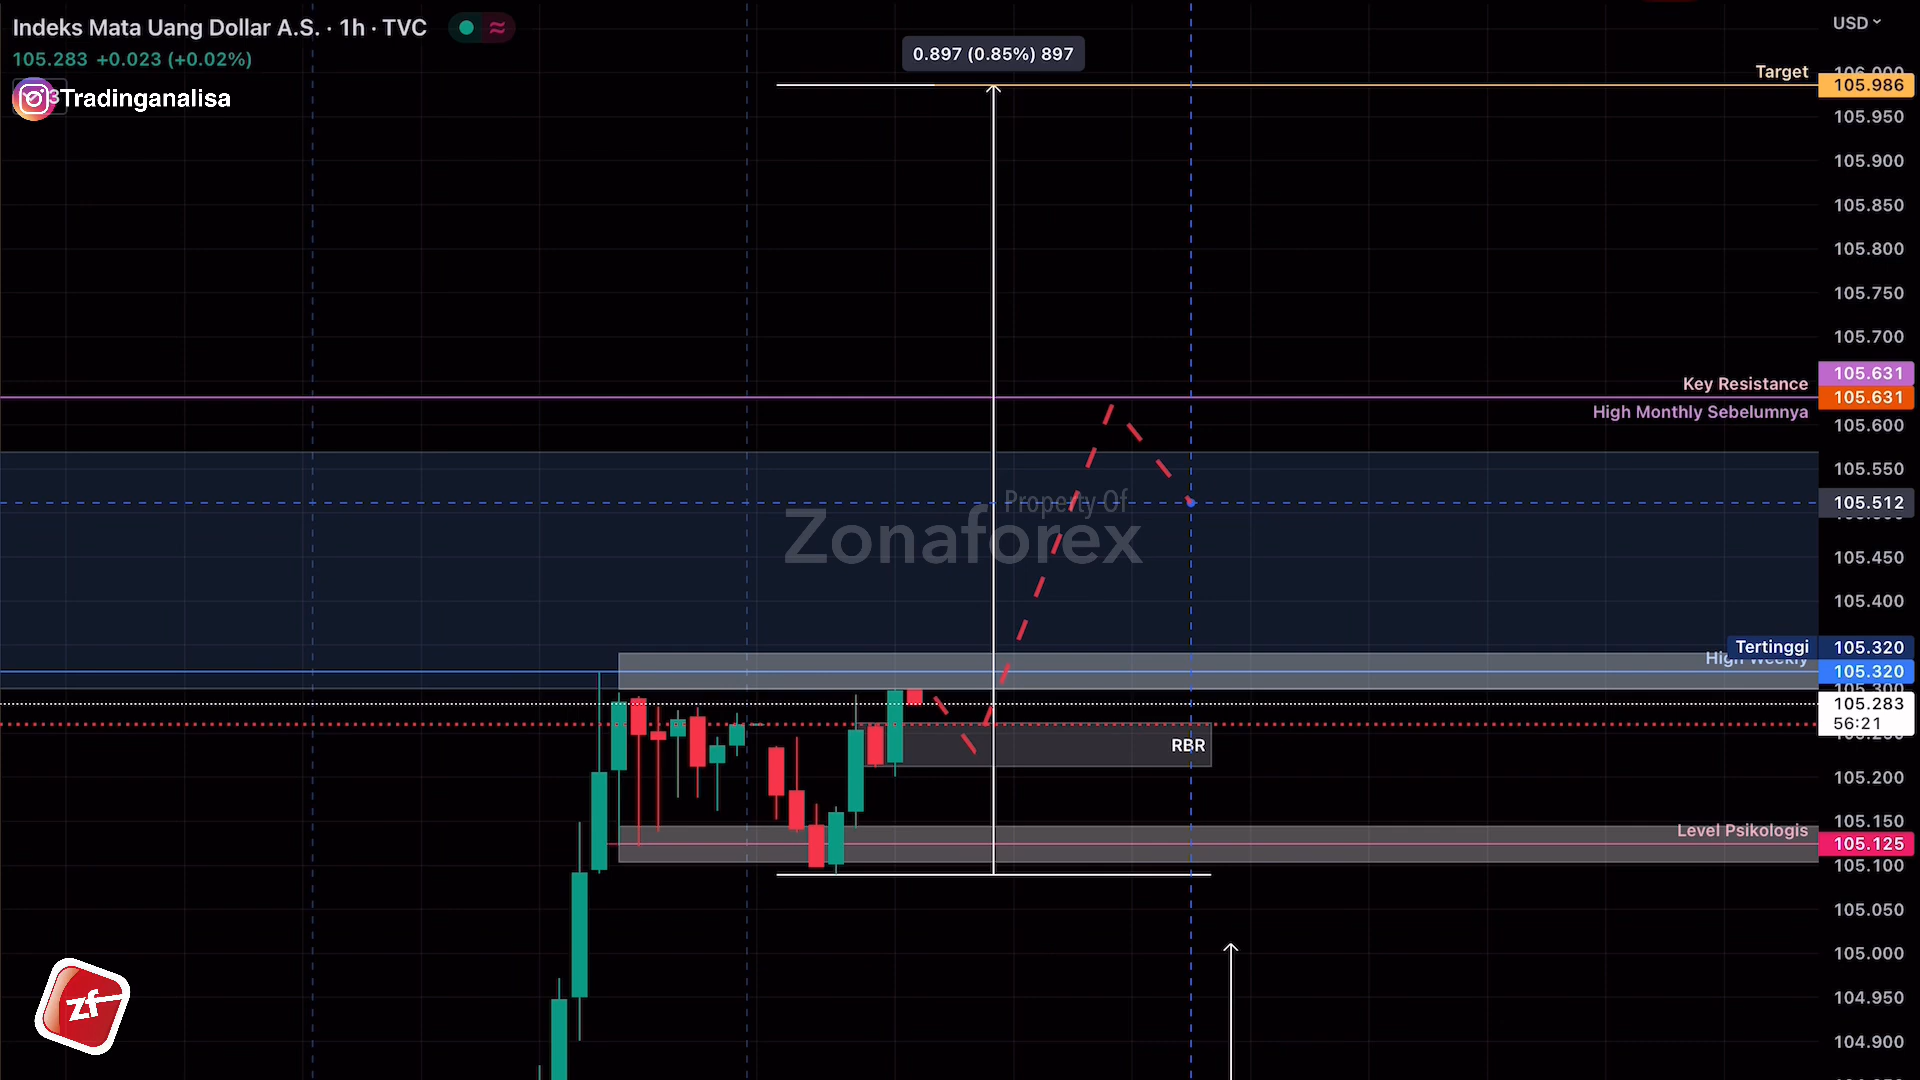 Indeks Mata Uang Dollar A.S. · 1h · TVC
105.283 +0.023 (+0.02%)
Tradinganalisa
0.897 (0.85%) 897
USD
Target
105.986
105.950
105.900
105.850
105.800
105.750
105.700
105.631
Key Resistance
105.631
High Monthly Sebelumnya
105.600
105.550
Property Of
105.512
Zonaforex
105.450
105.400
Tertinggi
105.320
High Weekly
105.320
105.283
56:21
RBR
105.200
105.150
Level Psikologis
105.125
105.100
105.050
105.000
104.950
104.900
zf